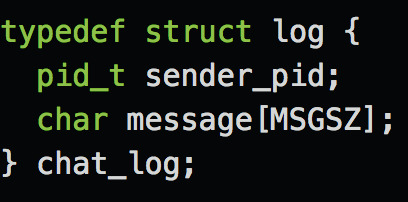 typedef struct log {
  pid_t sender_pid;
  char message[MSGSZ];
} chat_log;